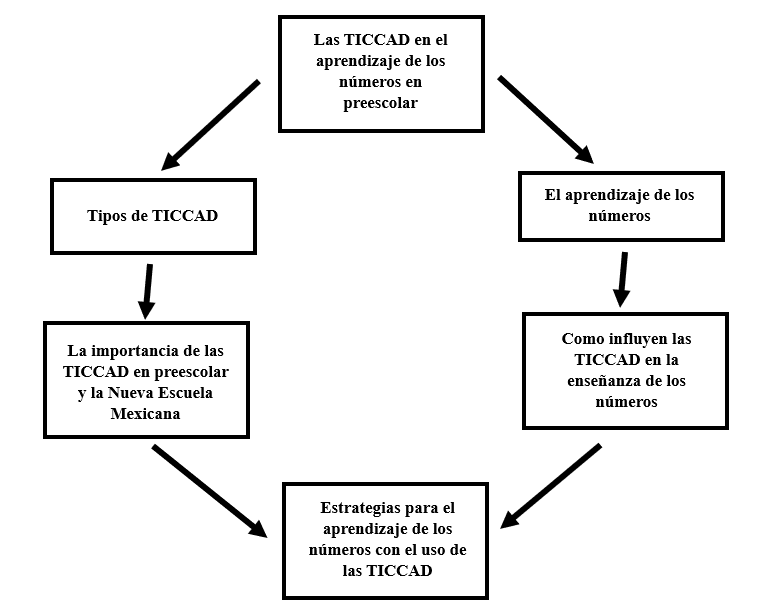 Las TICCAD en el
aprendizaje de los
números en
preescolar
Tipos de TICCAD
El aprendizaje de los
números
La importancia de las
TICCAD en preescolar
y la Nueva Escuela
Mexicana
Como influyen las
TICCAD en la
enseñanza de los
números
Estrategias para el
aprendizaje de los
números con el uso de
las TICCAD